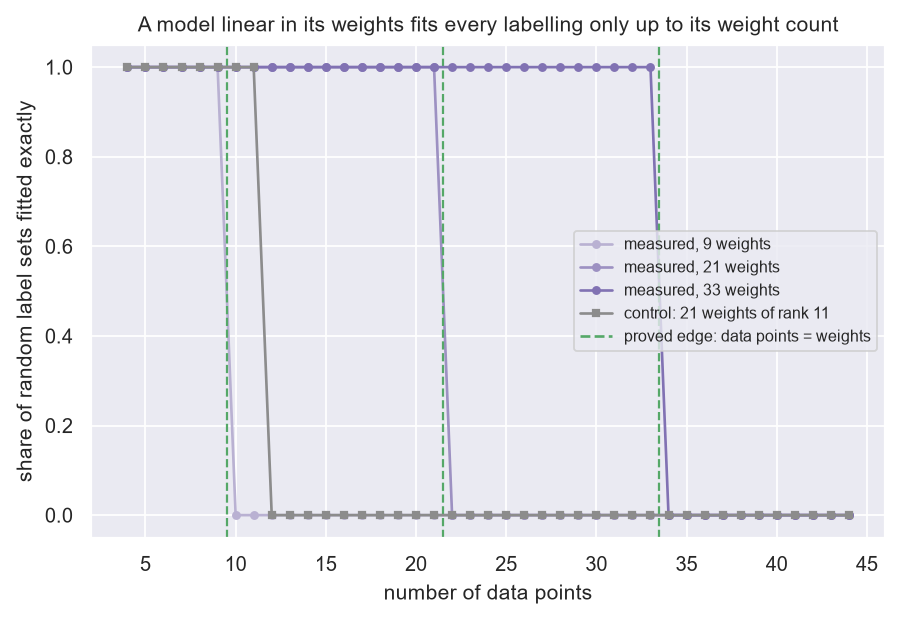 A model linear in its weights fits every labelling only up to its weight count
share of random label sets fitted exactly
1.0
0.8
0.6
0.4
0.2
0.0
measured, 9 weights
measured, 21 weights
measured, 33 weights
control: 21 weights of rank 11
proved edge: data points = weights
5
10
15
20
25
30
35
40
45
number of data points